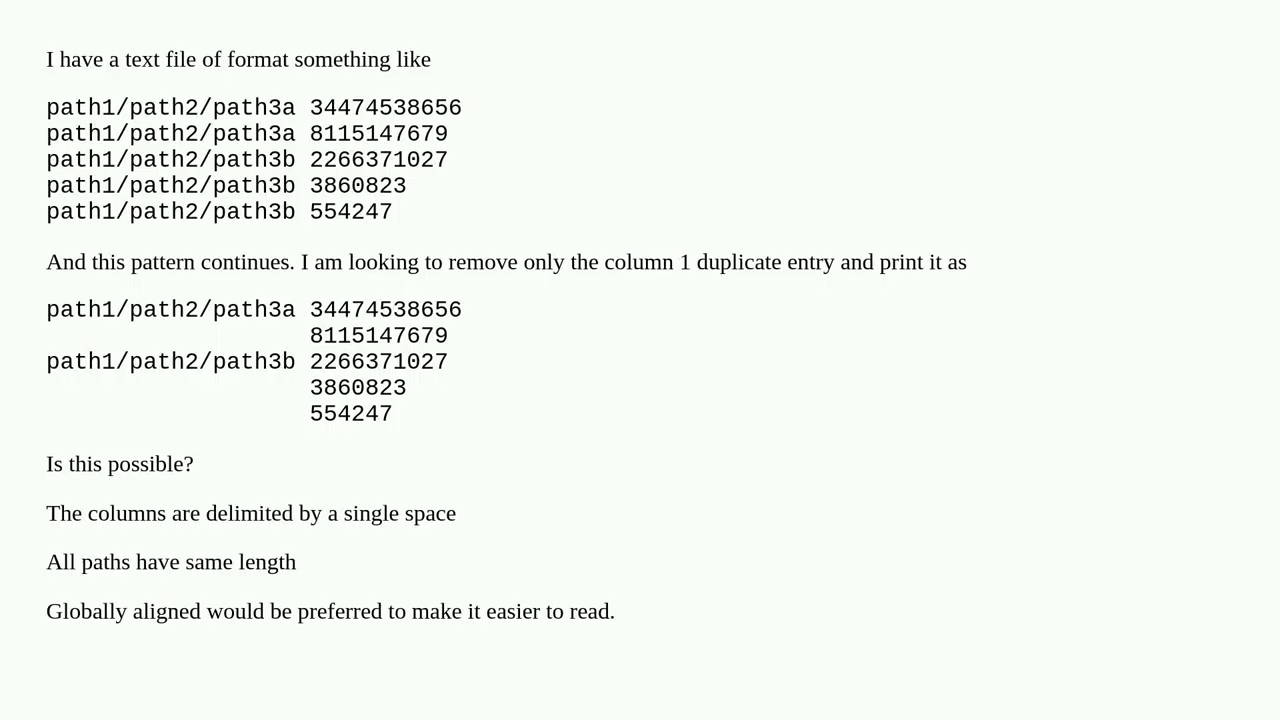 I have a text file of format something like
path1/path2/path3a 34474538656
path1/path2/path3a 8115147679
path1/path2/path3b 2266371027
path1/path2/path3b 3860823
path1/path2/path3b 554247
And this pattern continues. I am looking to remove only the column 1 duplicate entry and print it as
path1/path2/path3a 34474538656
                   8115147679
path1/path2/path3b 2266371027
                   3860823
                   554247
Is this possible?
The columns are delimited by a single space
All paths have same length
Globally aligned would be preferred to make it easier to read.